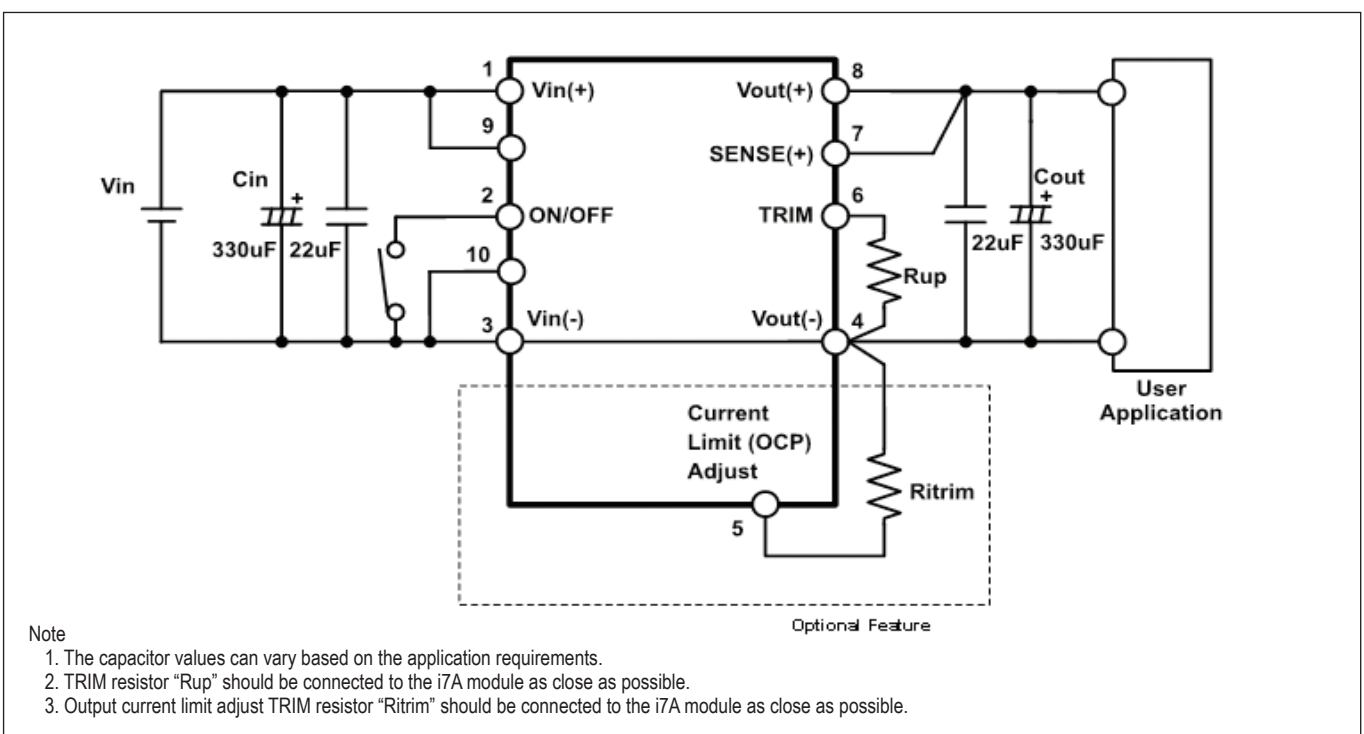 1
8
Vin(+)
Vout(+)
9
7
SENSE(+)
Vin
Cin
+
2
ON/OFF
TRIM
6
Cout
+
330uF
22uF
10
Rup
22uF
330uF
3
Vin(-)
Vout(-)
4
User
Application
Current
Limit (OCP)
Adjust
Ritrim
5
Optional Feature
Note
1. The capacitor values can vary based on the application requirements.
2. TRIM resistor “Rup” should be connected to the i7A module as close as possible.
3. Output current limit adjust TRIM resistor “Ritrim” should be connected to the i7A module as close as possible.